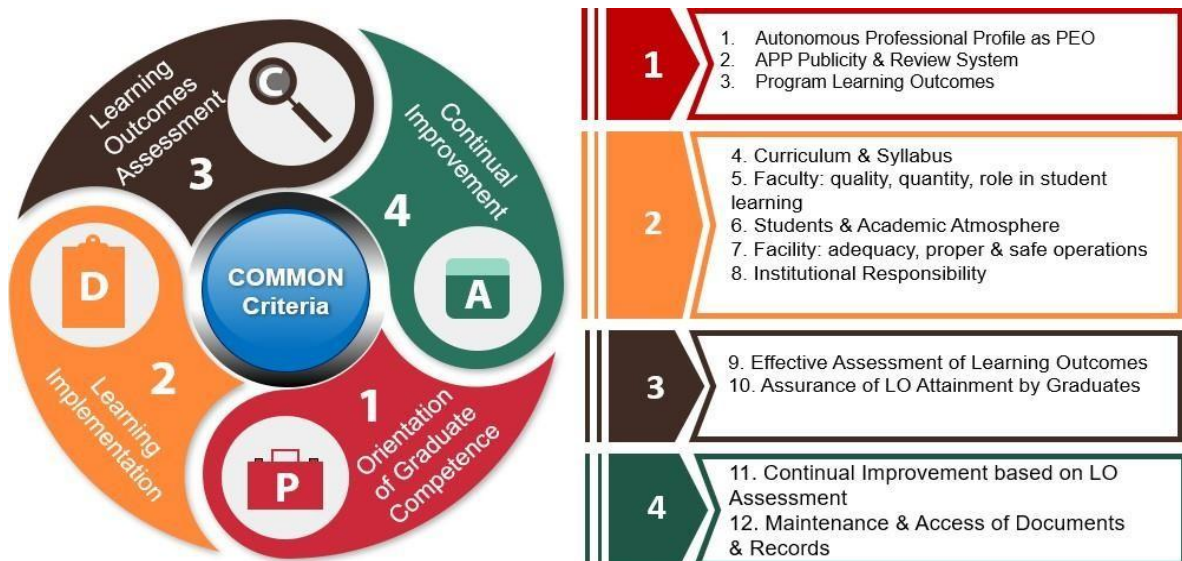 Learning
Outcomes
Assessment
3
C
Continual
Improvement
4
A
COMMON
Criteria
D
2
Learning
Implementation
1
Orientation
of Graduate
Competence
P
1
1. Autonomous Professional Profile as PEO
2. APP Publicity & Review System
3. Program Learning Outcomes
2
4. Curriculum & Syllabus
5. Faculty: quality, quantity, role in student
learning
6. Students & Academic Atmosphere
7. Facility: adequacy, proper & safe operations
8. Institutional Responsibility
3
9. Effective Assessment of Learning Outcomes
10. Assurance of LO Attainment by Graduates
4
11. Continual Improvement based on LO
Assessment
12. Maintenance & Access of Documents
& Records